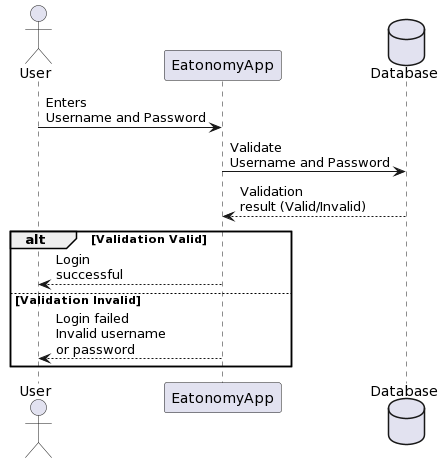 User
EatonomyApp
Database
Enters
Username and Password
Validate
Username and Password
Validation
result (Valid/Invalid)
alt [Validation Valid]
Login
successful
[Validation Invalid]
Login failed
Invalid username
or password
User
EatonomyApp
Database